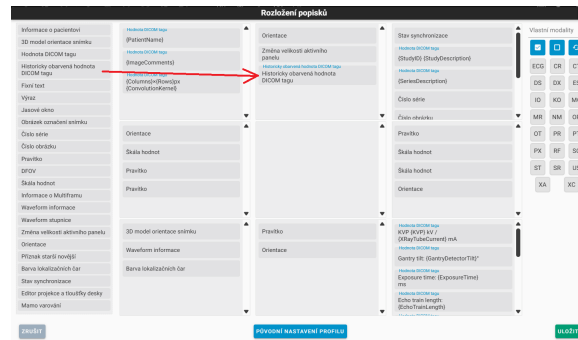 Rozložení popisků
Informace o pacientovi
3D model orientace snímku
Hodnota DICOM tagu
Historicky obarvená hodnota
DICOM tagu
Fixní text
Výraz
Jasové okno
Obrázek označení snímku
Číslo série
Číslo obrázku
Pravítko
DFOV
Škála hodnot
Informace o Multiframu
Waveform informace
Waveform stupnice
Změna velikosti aktivního panelu
Orientace
Příznak starší novější
Barva lokalizačních čar
Stav synchronizace
Editor projekce a tloušťky desky
Mamo varování
Hodnota DICOM tagu
{PatientName}
Hodnota DICOM tagu
{ImageComments}
Hodnota DICOM tagu
{Columns}×{Rows}px
{ConvolutionKernel}
Orientace
Změna velikosti aktivního
panelu
Historicky obarvená hodnota DICOM tagu
Historicky obarvená hodnota
DICOM tagu
Stav synchronizace
Hodnota DICOM tagu
{StudyID} {StudyDescription}
Hodnota DICOM tagu
{SeriesDescription}
Číslo série
Číslo obrázku
Orientace
Škála hodnot
Pravítko
Pravítko
Pravítko
Škála hodnot
Škála hodnot
Orientace
3D model orientace snímku
Waveform informace
Barva lokalizačních čar
Pravítko
Orientace
Hodnota DICOM tagu
KVP {KVP} kV /
{XRayTubeCurrent} mA
Hodnota DICOM tagu
Gantry tilt: {GantryDetectorTilt}°
Hodnota DICOM tagu
Exposure time: {ExposureTime}
ms
Hodnota DICOM tagu
Echo train length:
{EchoTrainLength}
Hodnota DICOM tagu
Vlastní modality
ECG CR
DS DX ES
IO KO
MR NM
OT PR
PX RF
ST SR US
XA XC
ZRUŠIT
PŮVODNÍ NASTAVENÍ PROFILU
ULOŽIT